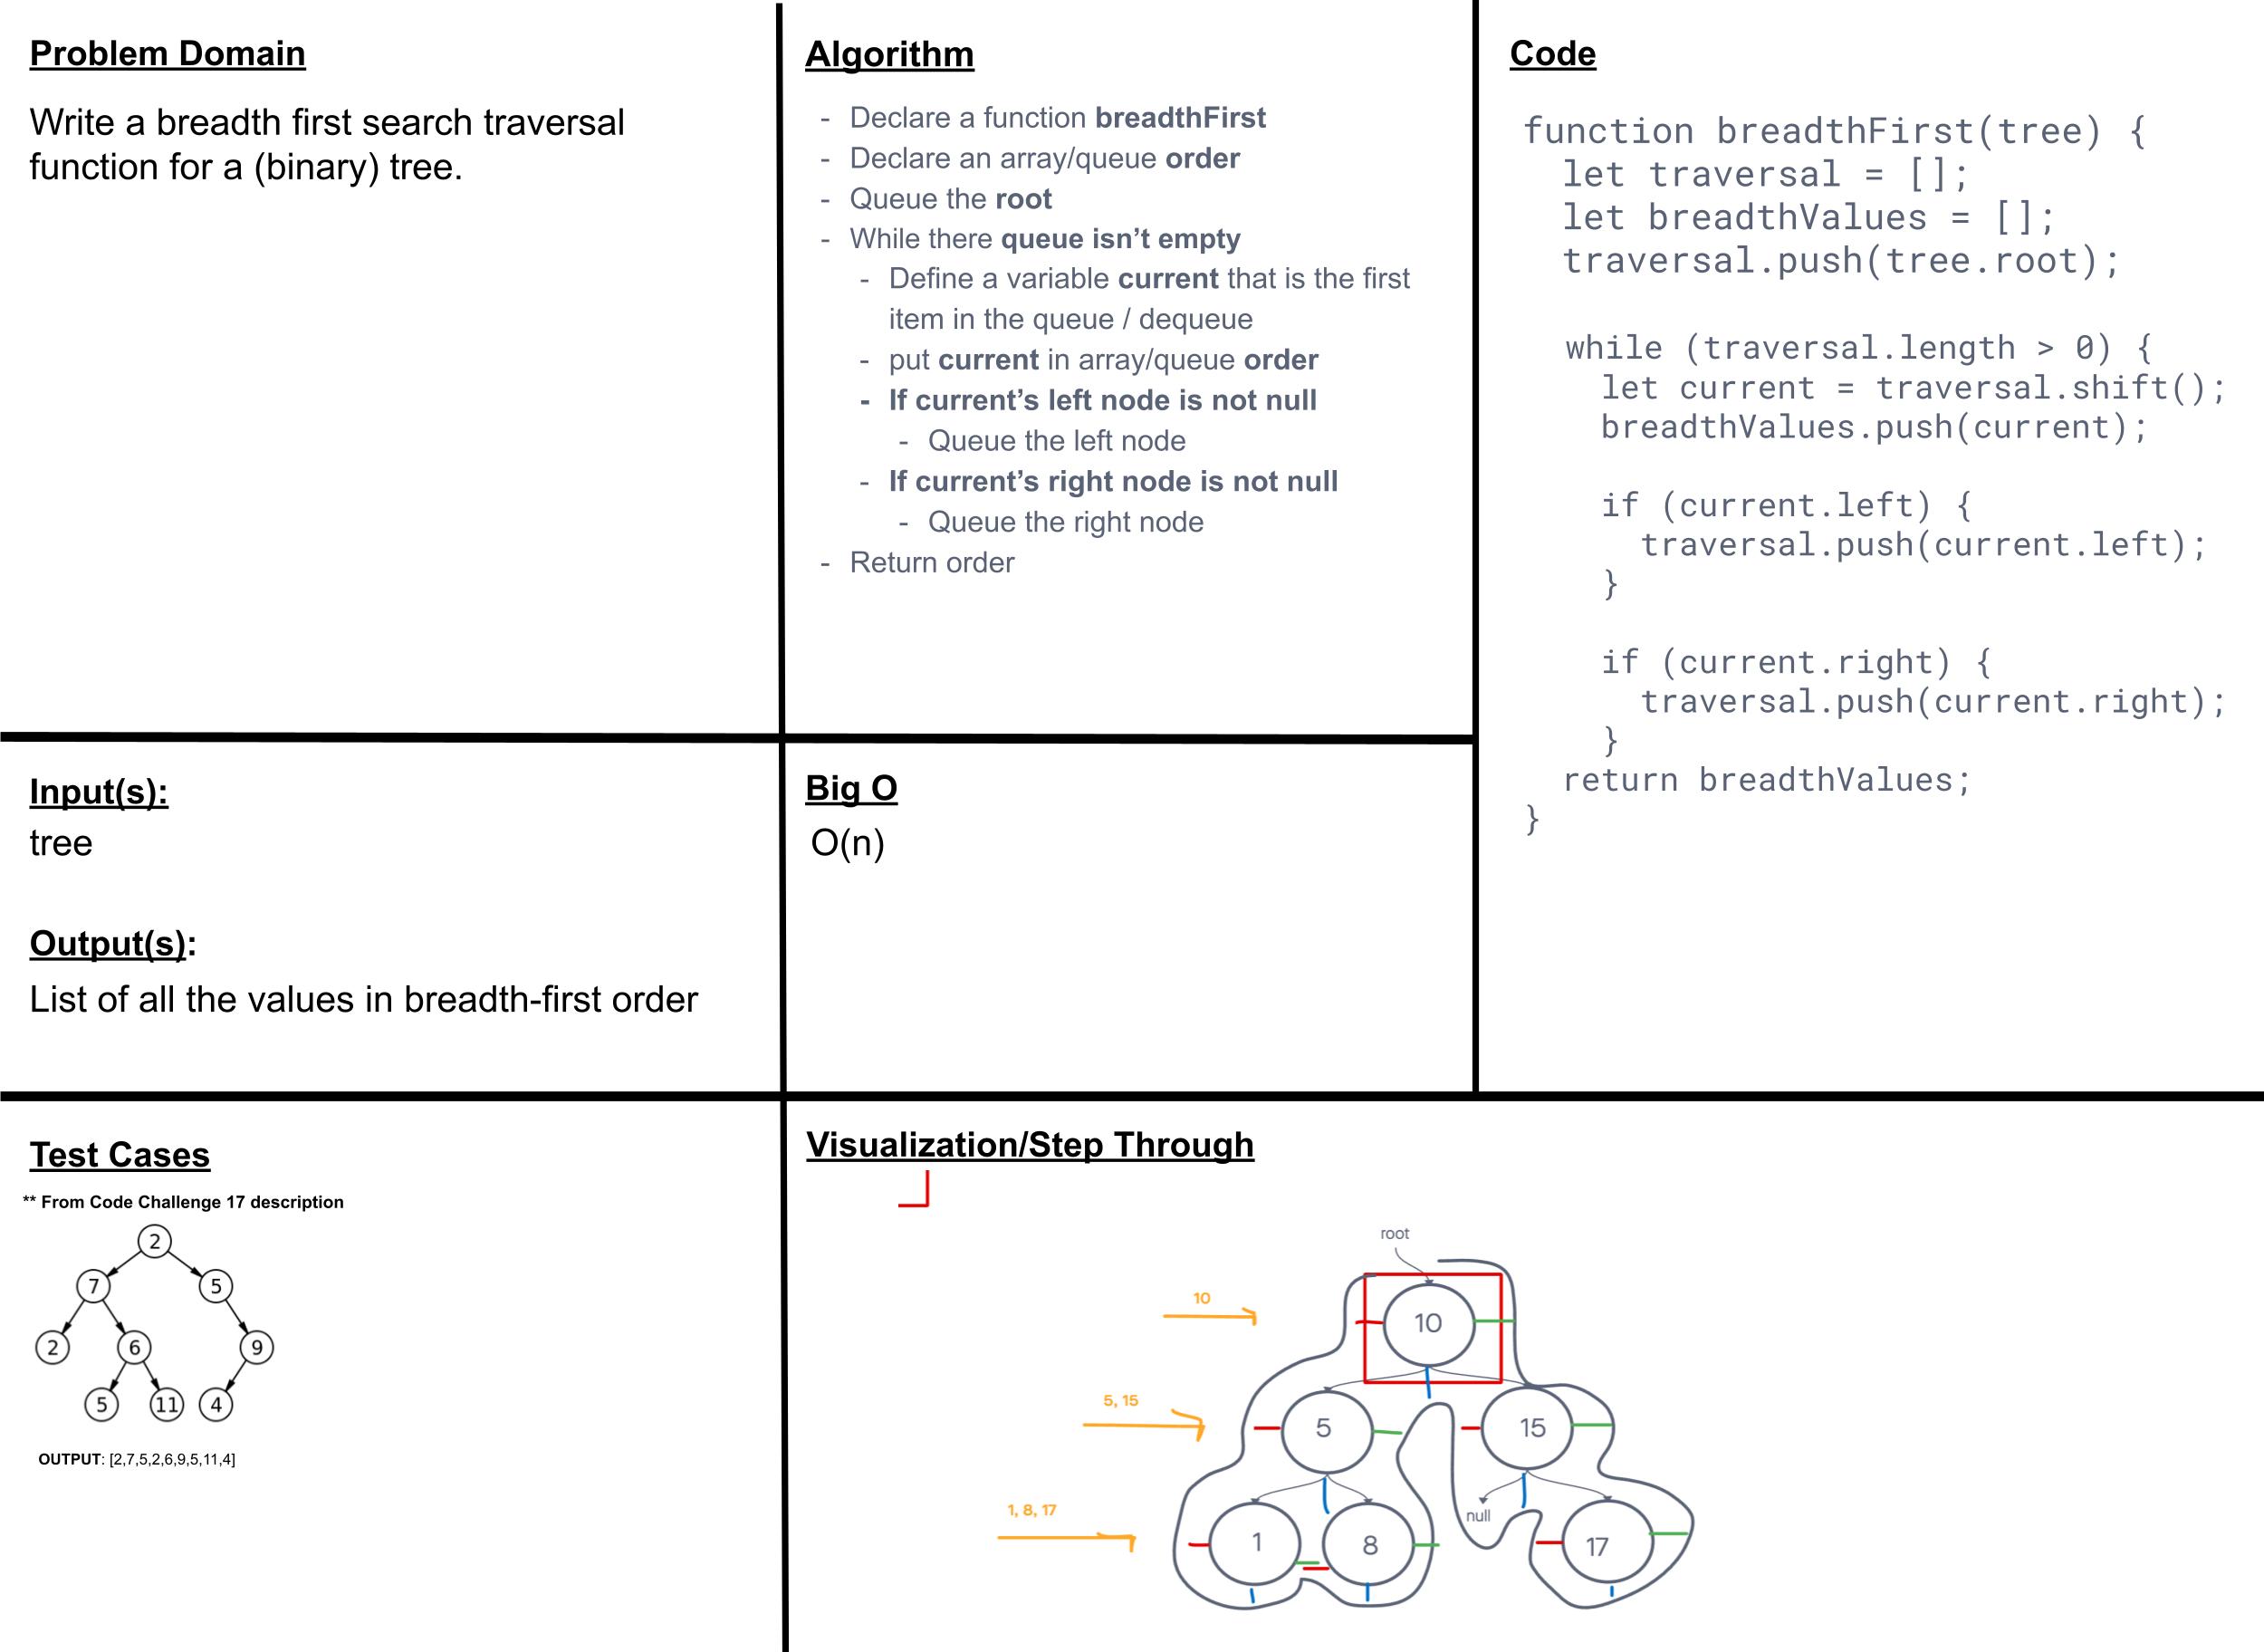 Problem Domain
Write a breadth first search traversal
function for a (binary) tree.
Algorithm
- Declare a function breadthFirst
- Declare an array/queue order
- Queue the root
- While there queue isn’t empty
- Define a variable current that is the first
item in the queue / dequeue
- put current in array/queue order
- If current’s left node is not null
- Queue the left node
- If current’s right node is not null
- Queue the right node
- Return order
Code
function breadthFirst(tree) {
let traversal = [];
let breadthValues = [];
traversal.push(tree.root);
while (traversal.length > 0) {
let current = traversal.shift();
breadthValues.push(current);
if (current.left) {
traversal.push(current.left);
}
if (current.right) {
traversal.push(current.right);
}
return breadthValues;
}
Input(s):
tree
Output(s):
List of all the values in breadth-first order
Big O
O(n)
Test Cases
** From Code Challenge 17 description
2
7 5
2 6 9
5 11 4
OUTPUT: [2,7,5,2,6,9,5,11,4]
Visualization/Step Through
root
10
10
5, 15
5 15
1, 8, 17
null
1 8 17